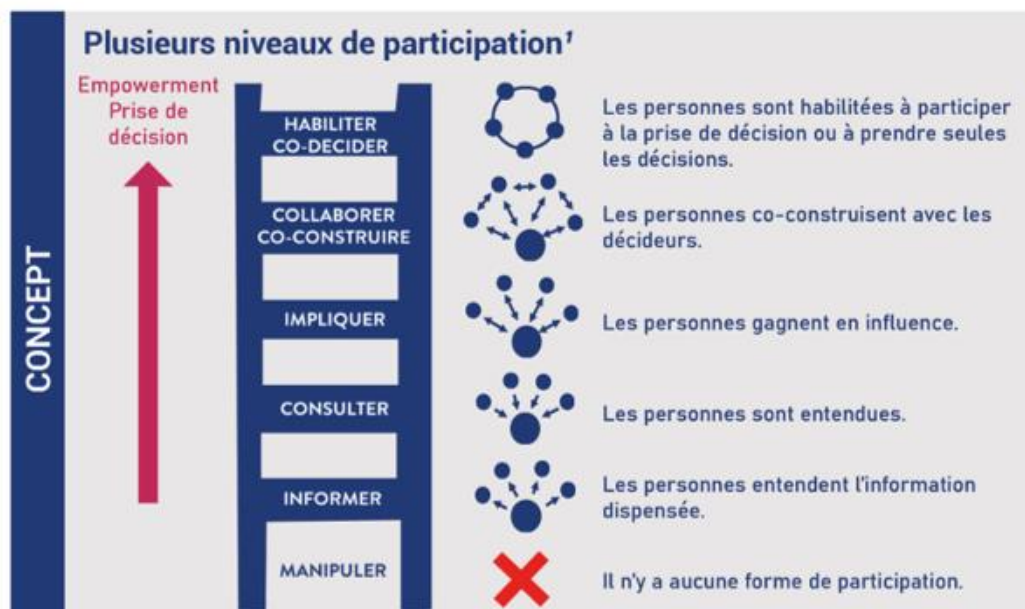 Plusieurs niveaux de participation¹
Empowerment
Prise de
décision
CONCEPT
HABILITER
CO-DECIDER
Les personnes sont habilitées à participer
à la prise de décision ou à prendre seules
les décisions.
COLLABORER
CO-CONSTRUIRE
Les personnes co-construisent avec les
décideurs.
IMPLIQUER
Les personnes gagnent en influence.
CONSULTER
Les personnes sont entendues.
INFORMER
Les personnes entendent l'information
dispensée.
MANIPULER
Il n'y a aucune forme de participation.